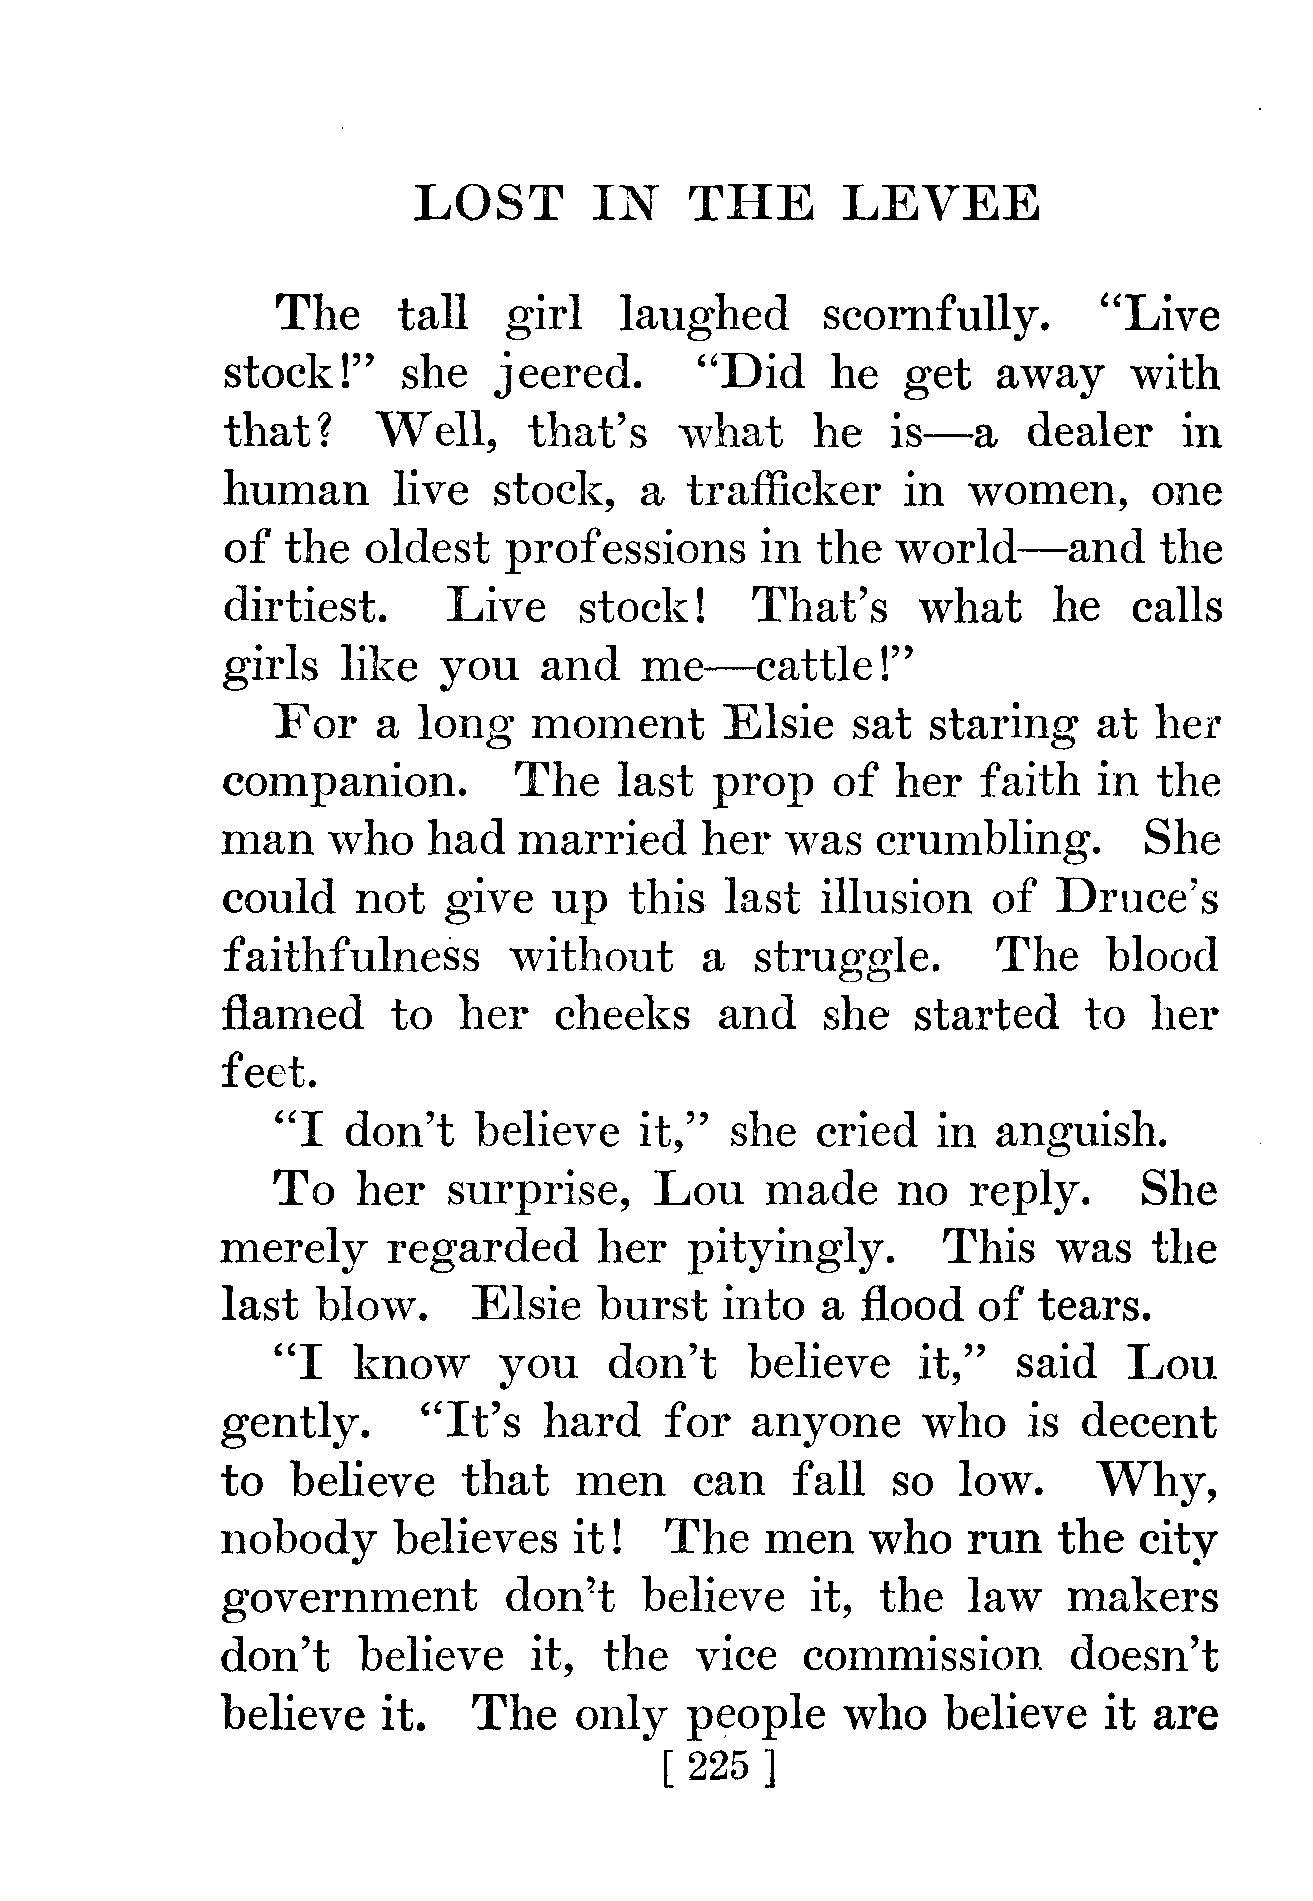 LOST IN THE LEVEE
The tall girl laughed scornfully. “Live
stock!” she jeered. “Did he get away with
that? Well, that’s what he is—a dealer in
human live stock, a trafficker in women, one
of the oldest professions in the world—and the
dirtiest. Live stock! That’s what he calls
girls like you and me—cattle!”
For a long moment Elsie sat staring at her
companion. The last prop of her faith in the
man who had married her was crumbling. She
could not give up this last illusion of Druce’s
faithfulness without a struggle. The blood
flamed to her cheeks and she started to her
feet.
“I don’t believe it,” she cried in anguish.
To her surprise, Lou made no reply. She
merely regarded her pityingly. This was the
last blow. Elsie burst into a flood of tears.
“I know you don’t believe it,” said Lou
gently. “It’s hard for anyone who is decent
to believe that men can fall so low. Why,
nobody believes it! The men who run the city
government don’t believe it, the law makers
don’t believe it, the vice commission doesn’t
believe it. The only people who believe it are
[ 225 ]